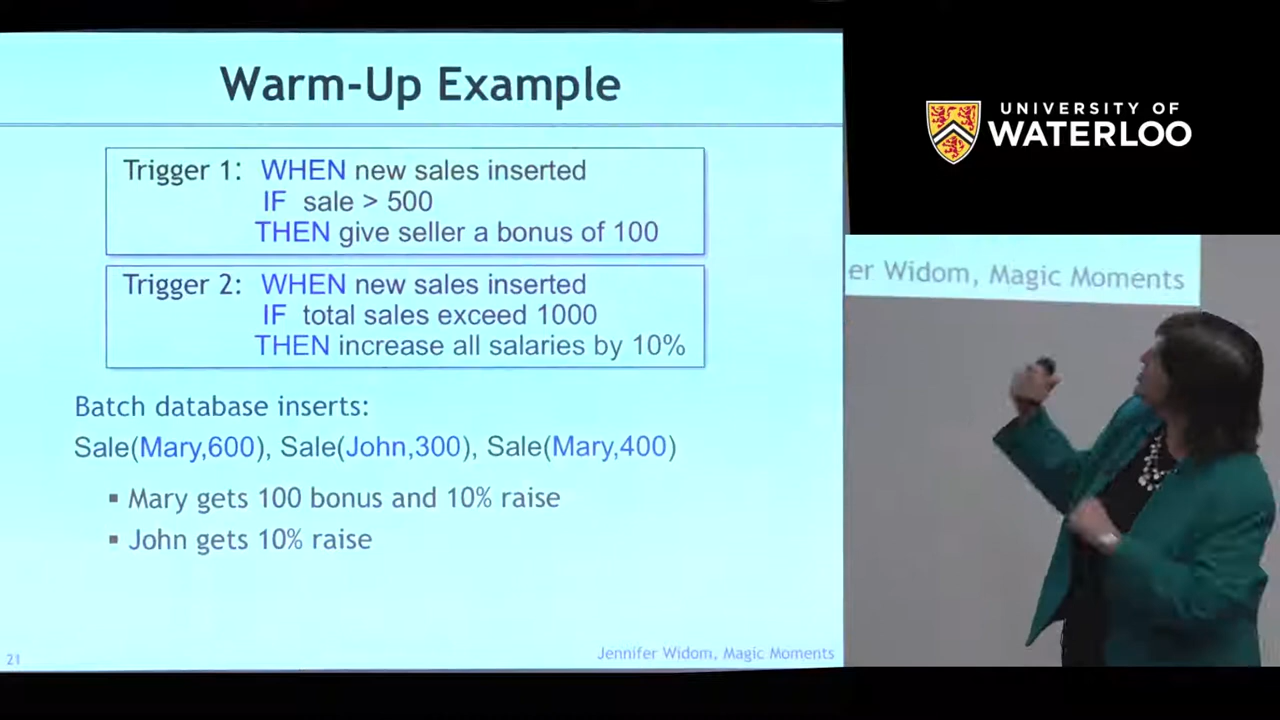 Warm-Up Example
Trigger 1: WHEN new sales inserted
IF sale > 500
THEN give seller a bonus of 100
Trigger 2: WHEN new sales inserted
IF total sales exceed 1000
THEN increase all salaries by 10%
Batch database inserts:
Sale(Mary,600), Sale(John,300), Sale(Mary,400)
▪ Mary gets 100 bonus and 10% raise
▪ John gets 10% raise
21
Jennifer Widom, Magic Moments
UNIVERSITY OF
WATERLOO
er Widom, Magic Moments